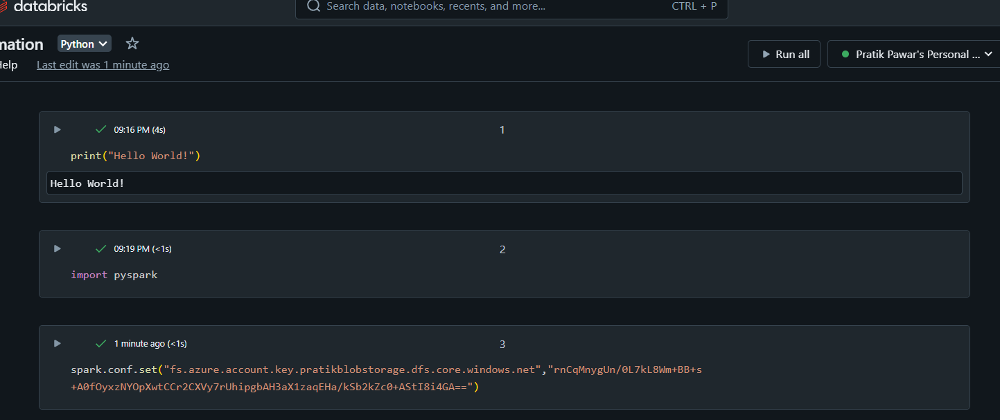 databricks
Search data, notebooks, recents, and more...
CTRL + P
mation
Python
Help
Last edit was 1 minute ago
Run all
Pratik Pawar's Personal ...
09:16 PM (4s)
1
print("Hello World!")
Hello World!
09:19 PM (<1s)
2
import pyspark
1 minute ago (<1s)
3
spark.conf.set("fs.azure.account.key.pratikblobstorage.dfs.core.windows.net","rnCqMnygUn/0L7kL8Wm+BB+s
+A0fOyxzNYOpXwtCCr2CXVy7rUhipgbAH3aX1zaqEHa/kSb2kZc0+AStI8i4GA==")